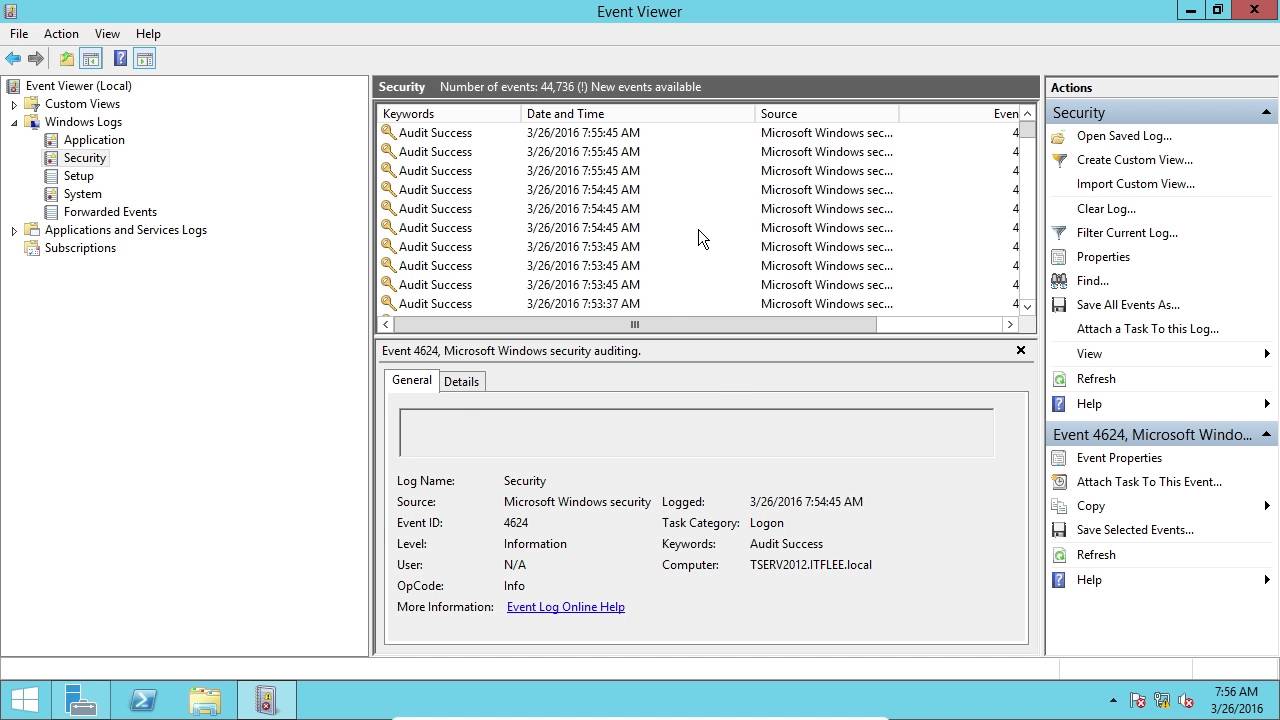 Event Viewer
File Action View Help
Event Viewer (Local)
Custom Views
Windows Logs
Application
Security
Setup
System
Forwarded Events
Applications and Services Logs
Subscriptions
Security Number of events: 44,736 (!) New events available
Keywords Date and Time Source Even
Audit Success 3/26/2016 7:55:45 AM Microsoft Windows sec... 4
Audit Success 3/26/2016 7:55:45 AM Microsoft Windows sec... 4
Audit Success 3/26/2016 7:55:45 AM Microsoft Windows sec... 4
Audit Success 3/26/2016 7:54:45 AM Microsoft Windows sec... 4
Audit Success 3/26/2016 7:54:45 AM Microsoft Windows sec... 4
Audit Success 3/26/2016 7:54:45 AM Microsoft Windows sec... 4
Audit Success 3/26/2016 7:53:45 AM Microsoft Windows sec... 4
Audit Success 3/26/2016 7:53:45 AM Microsoft Windows sec... 4
Audit Success 3/26/2016 7:53:45 AM Microsoft Windows sec... 4
Audit Success 3/26/2016 7:53:37 AM Microsoft Windows sec... 4
Event 4624, Microsoft Windows security auditing.
General Details
Log Name: Security
Source: Microsoft Windows security Logged: 3/26/2016 7:54:45 AM
Event ID: 4624 Task Category: Logon
Level: Information Keywords: Audit Success
User: N/A Computer: TSERV2012.ITFLEE.local
OpCode: Info
More Information: Event Log Online Help
Actions
Security
Open Saved Log...
Create Custom View...
Import Custom View...
Clear Log...
Filter Current Log...
Properties
Find...
Save All Events As...
Attach a Task To this Log...
View
Refresh
Help
Event 4624, Microsoft Windo...
Event Properties
Attach Task To This Event...
Copy
Save Selected Events...
Refresh
Help
7:56 AM
3/26/2016